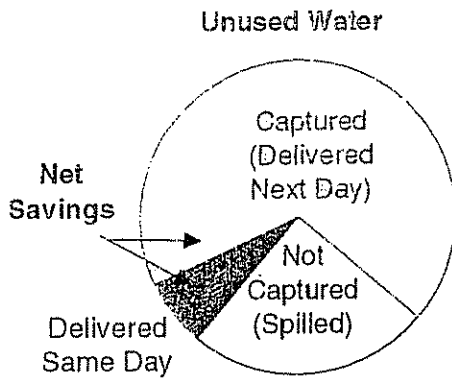 Unused Water
Captured
(Delivered
Next Day)
Net
Savings
Not
Captured
(Spilled)
Delivered
Same Day